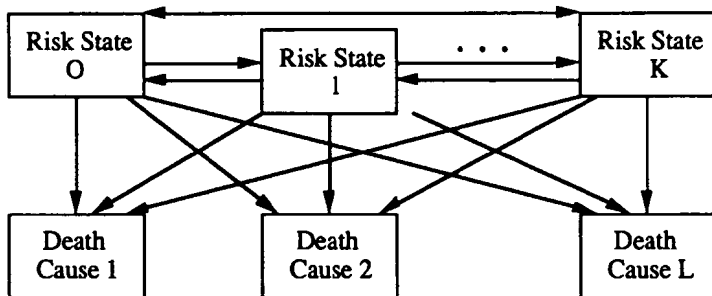 Risk State
O
Risk State
1
. . .
Risk State
K
Death
Cause 1
Death
Cause 2
Death
Cause L